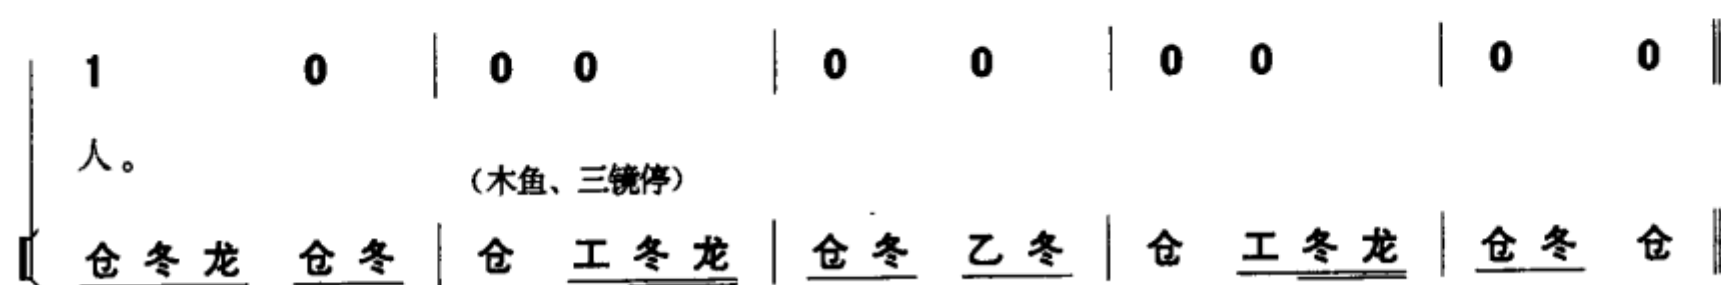 1 0 | 0 0 | 0 0 | 0 0 | 0 0
人。
（木鱼、三镜停）
仓冬龙 仓冬 | 仓 工冬龙 | 仓冬 乙冬 | 仓 工冬龙 | 仓冬 仓